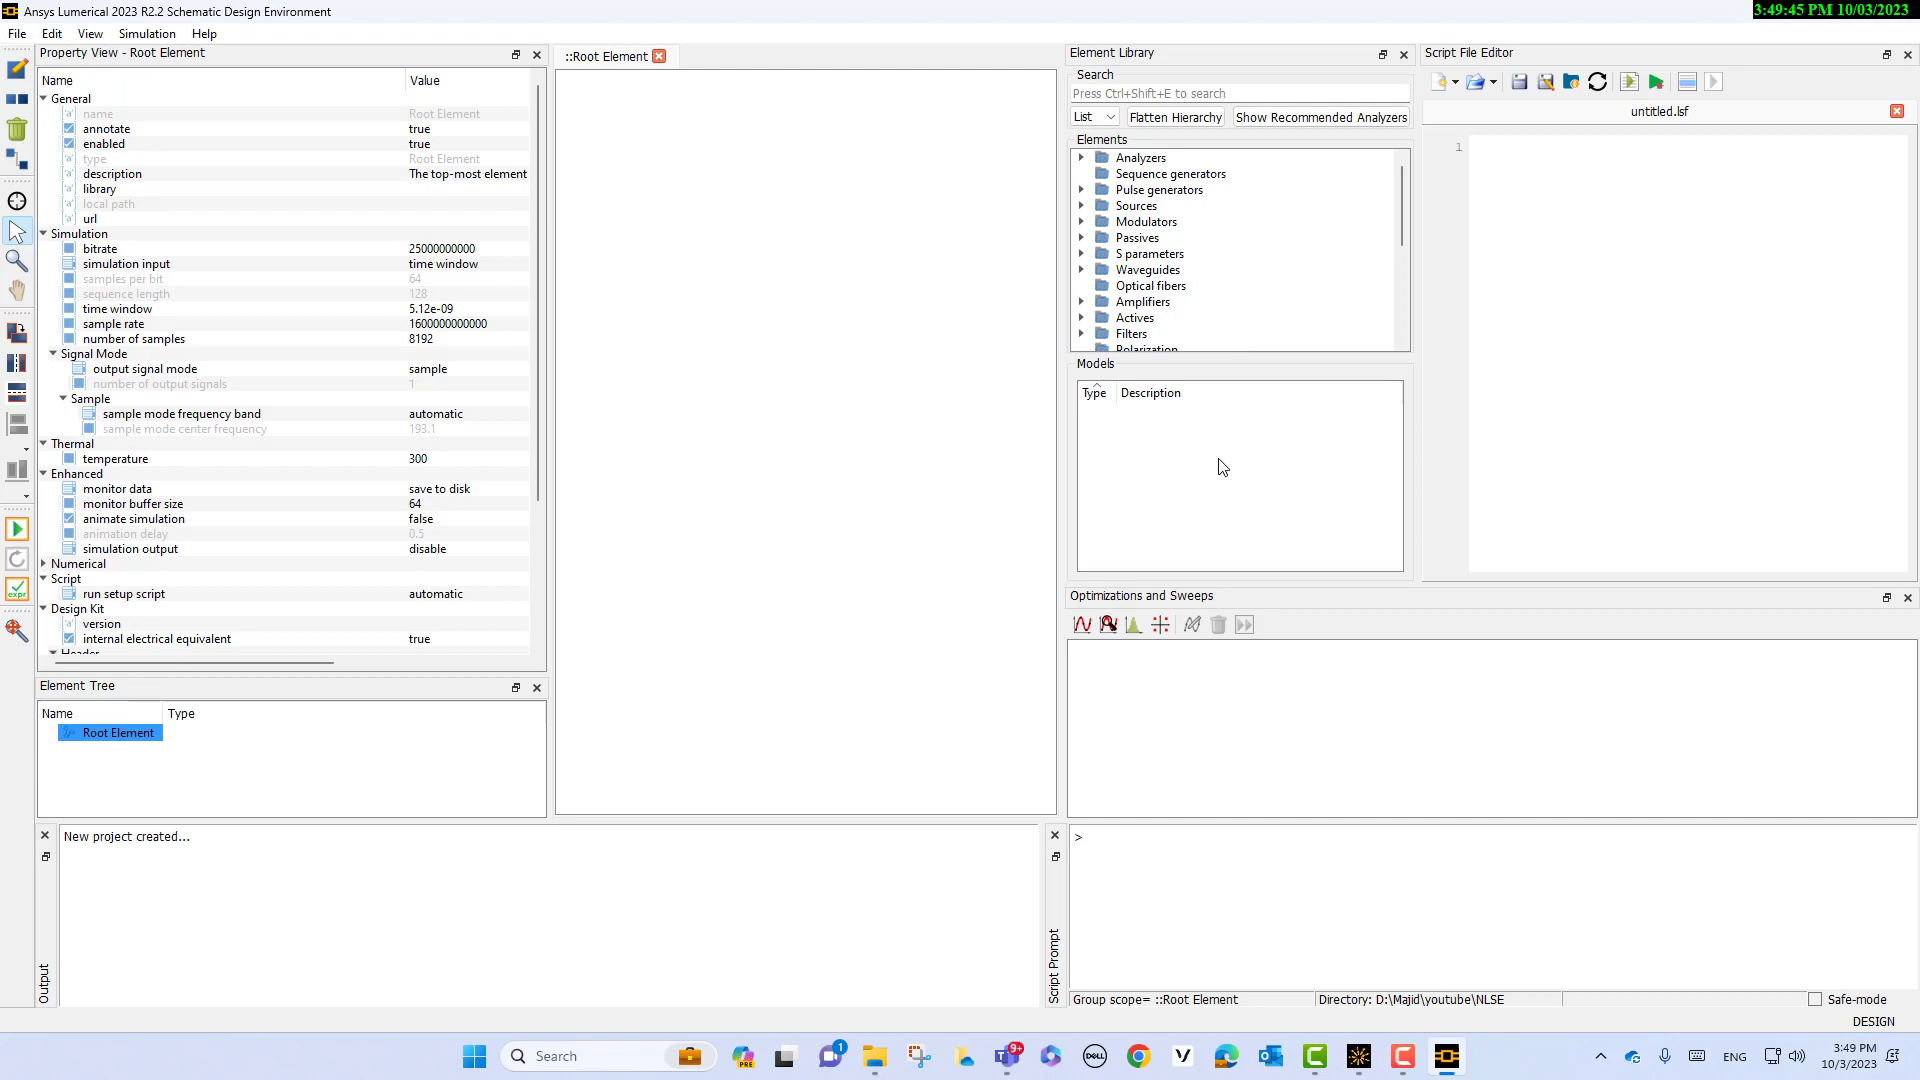 Ansys Lumerical 2023 R2.2 Schematic Design Environment
3:49:45 PM 10/03/2023
File Edit View Simulation Help
Property View - Root Element
Name Value
General
name Root Element
annotate true
enabled true
type Root Element
description The top-most element
library
local path
url
Simulation
bitrate 25000000000
simulation input time window
samples per bit 64
sequence length 128
time window 5.12e-09
sample rate 1600000000000
number of samples 8192
Signal Mode
output signal mode sample
number of output signals 1
Sample
sample mode frequency band automatic
sample mode center frequency 193.1
Thermal
temperature 300
Enhanced
monitor data save to disk
monitor buffer size 64
animate simulation false
animation delay 0.5
simulation output disable
Numerical
Script
run setup script automatic
Design Kit
version
internal electrical equivalent true
Header
Element Tree
Name Type
Root Element
::Root Element
Element Library
Search
Press Ctrl+Shift+E to search
List Flatten Hierarchy Show Recommended Analyzers
Elements
Analyzers
Sequence generators
Pulse generators
Sources
Modulators
Passives
S parameters
Waveguides
Optical fibers
Amplifiers
Actives
Filters
Polarization
Models
Type Description
Script File Editor
untitled.lsf
1
Optimizations and Sweeps
New project created...
Output
>
Script Prompt
Group scope= ::Root Element
Directory: D:\Majid\youtube\NLSE
Safe-mode
DESIGN
Search
PRE
1
9+
DELL
ENG
3:49 PM
10/3/2023
expr